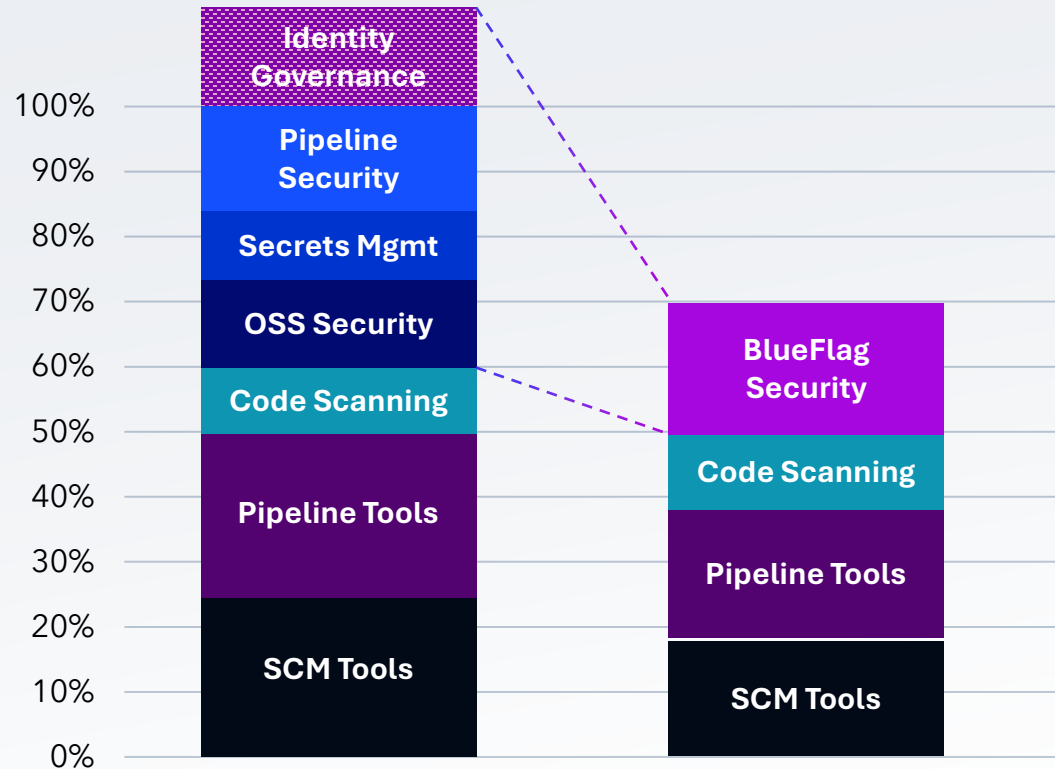 Identity
Governance
100%
Pipeline
Security
90%
80%
Secrets Mgmt
70%
OSS Security
60%
Code Scanning
50%
Pipeline Tools
40%
30%
20%
SCM Tools
10%
0%
BlueFlag
Security
Code Scanning
Pipeline Tools
SCM Tools